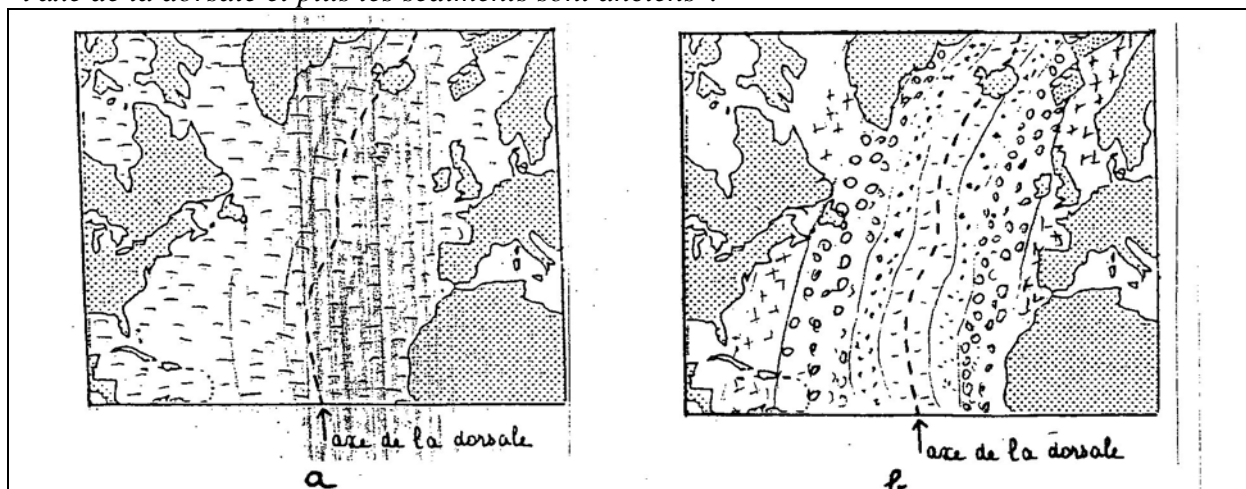 l'axe de la dorsale et plus les sédiments sont anciens".
axe de la dorsale
axe de la dorsale
a